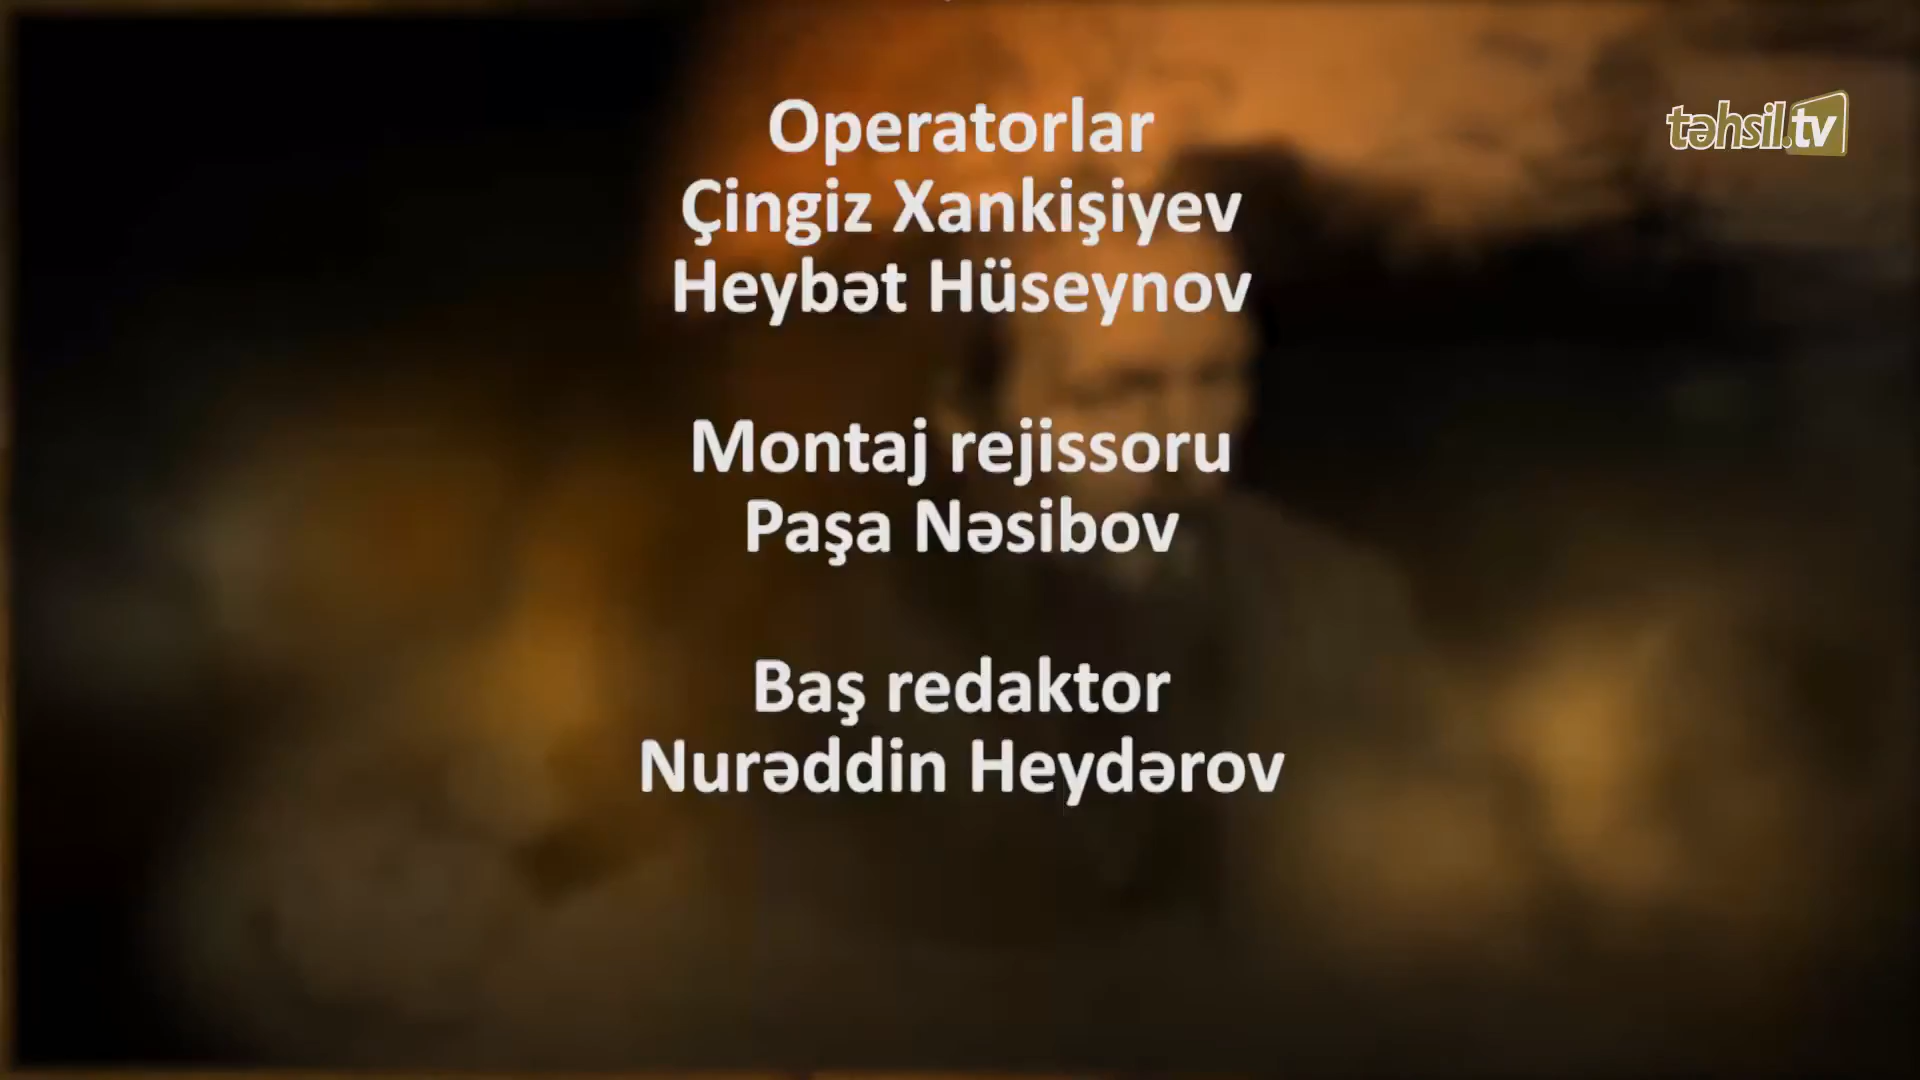 təhsil.tv
Operatorlar
Çingiz Xankişiyev
Heybət Hüseynov
Montaj rejissoru
Paşa Nəsibov
Baş redaktor
Nurəddin Heydərov